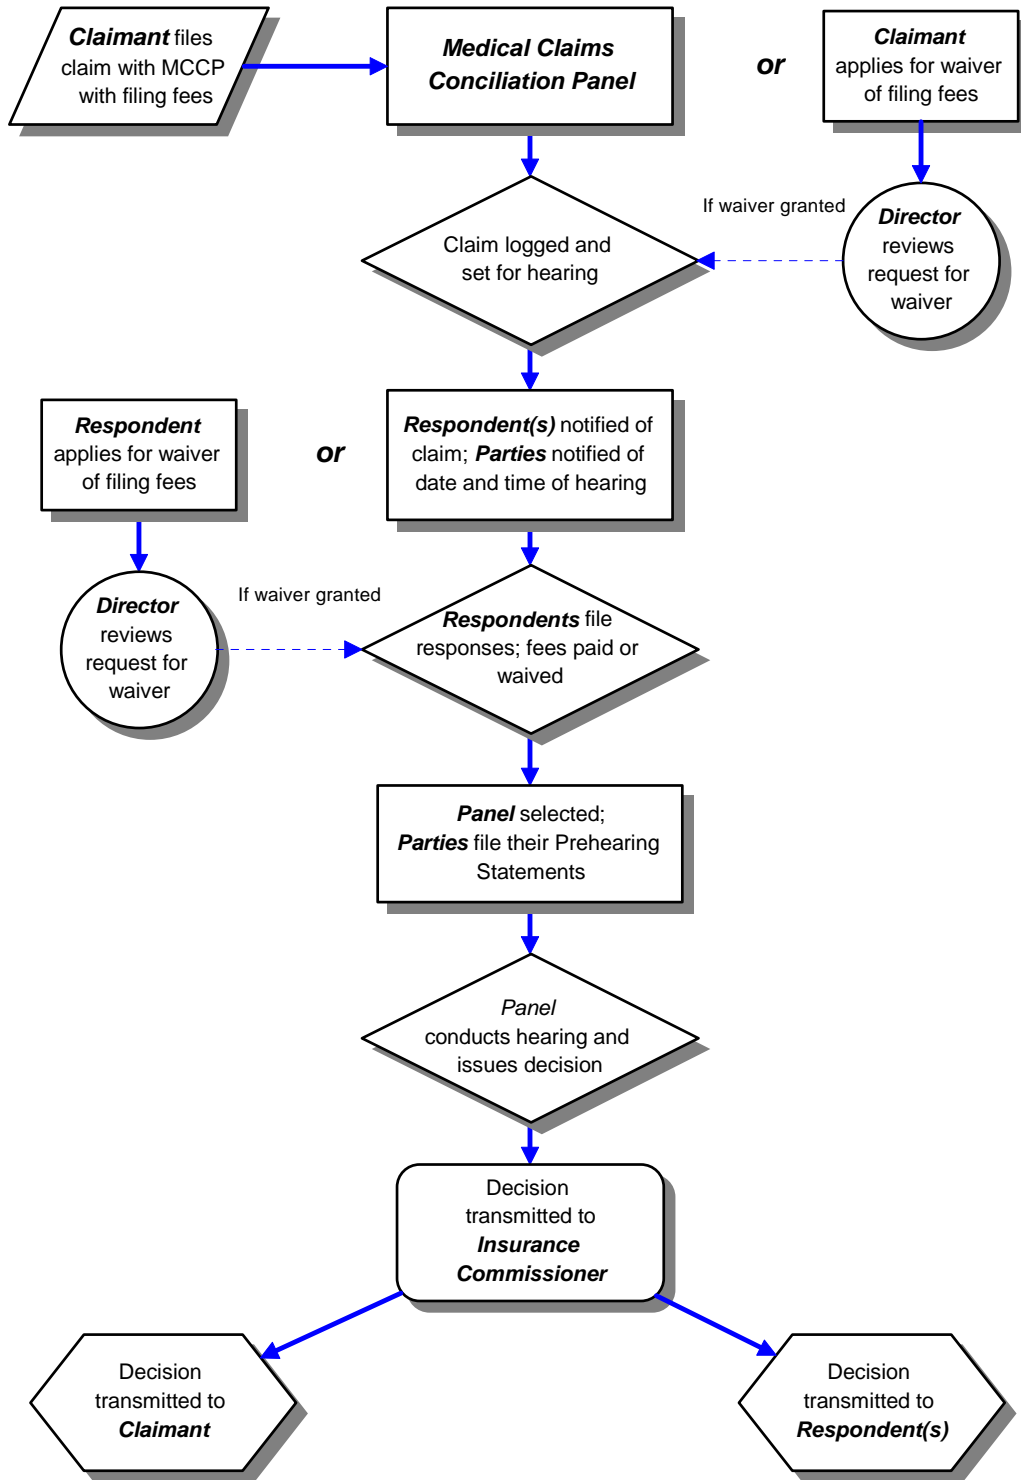 Claimant files
claim with MCCP
with filing fees
Medical Claims
Conciliation Panel
or
Claimant
applies for waiver
of filing fees
If waiver granted
Director
reviews
request for
waiver
Claim logged and
set for hearing
Respondent
applies for waiver
of filing fees
or
Respondent(s) notified of
claim; Parties notified of
date and time of hearing
Director
reviews
request for
waiver
If waiver granted
Respondents file
responses; fees paid or
waived
Panel selected;
Parties file their Prehearing
Statements
Panel
conducts hearing and
issues decision
Decision
transmitted to
Insurance
Commissioner
Decision
transmitted to
Claimant
Decision
transmitted to
Respondent(s)